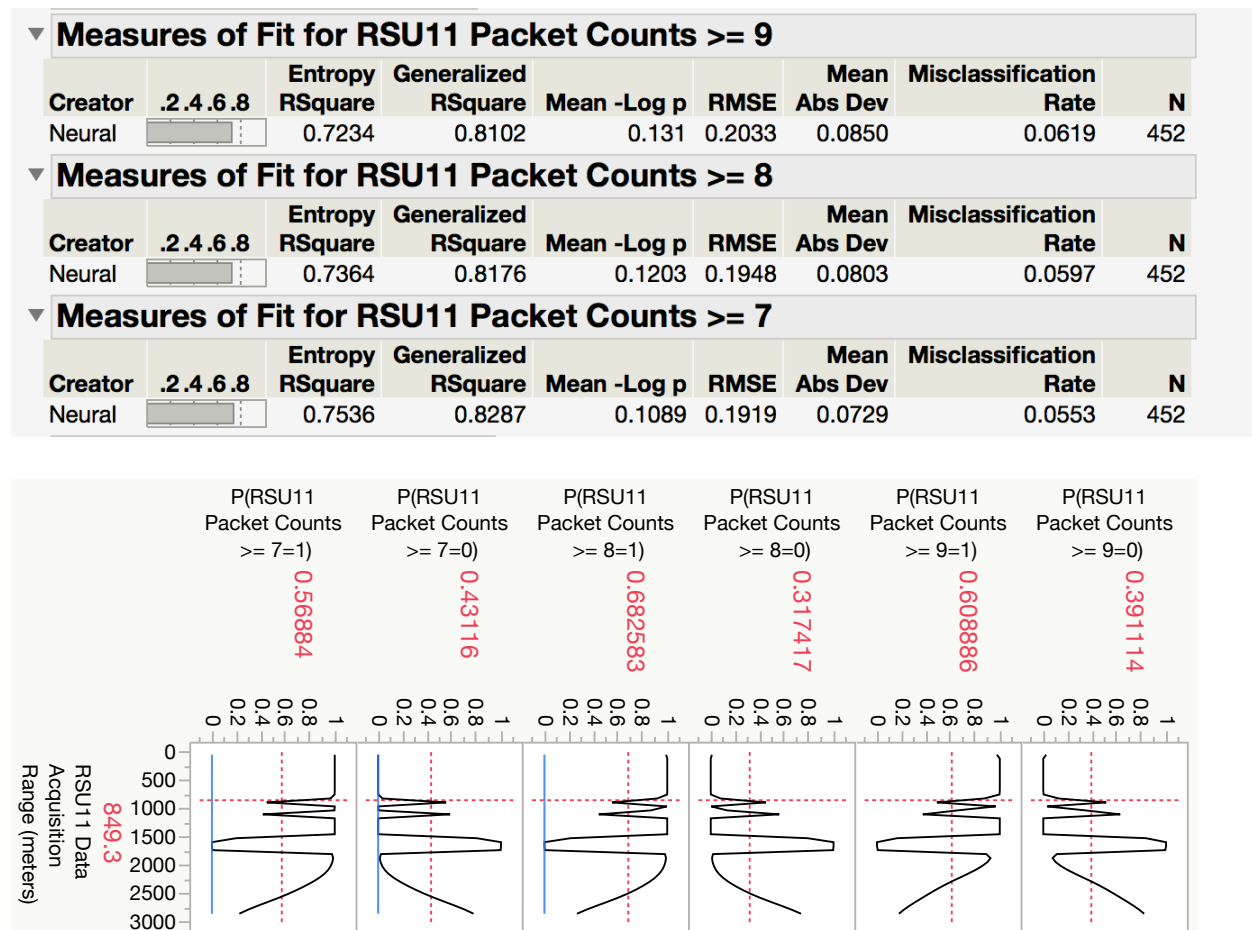 Measures of Fit for RSU11 Packet Counts >= 9
Entropy Generalized Mean Misclassification
Creator .2.4.6.8 RSquare RSquare Mean -Log p RMSE Abs Dev Rate N
Neural 0.7234 0.8102 0.131 0.2033 0.0850 0.0619 452
Measures of Fit for RSU11 Packet Counts >= 8
Entropy Generalized Mean Misclassification
Creator .2.4.6.8 RSquare RSquare Mean -Log p RMSE Abs Dev Rate N
Neural 0.7364 0.8176 0.1203 0.1948 0.0803 0.0597 452
Measures of Fit for RSU11 Packet Counts >= 7
Entropy Generalized Mean Misclassification
Creator .2.4.6.8 RSquare RSquare Mean -Log p RMSE Abs Dev Rate N
Neural 0.7536 0.8287 0.1089 0.1919 0.0729 0.0553 452
P(RSU11 P(RSU11 P(RSU11 P(RSU11 P(RSU11 P(RSU11
Packet Counts Packet Counts Packet Counts Packet Counts Packet Counts Packet Counts
>= 7=1) >= 7=0) >= 8=1) >= 8=0) >= 9=1) >= 9=0)
0.56884 0.43116 0.682583 0.317417 0.608886 0.391114
0 0.2 0.4 0.6 0.8 1 0 0.2 0.4 0.6 0.8 1 0 0.2 0.4 0.6 0.8 1 0 0.2 0.4 0.6 0.8 1 0 0.2 0.4 0.6 0.8 1 0 0.2 0.4 0.6 0.8 1
0
500
1000
1500
2000
2500
3000
849.3
RSU11 Data
Acquisition
Range (meters)